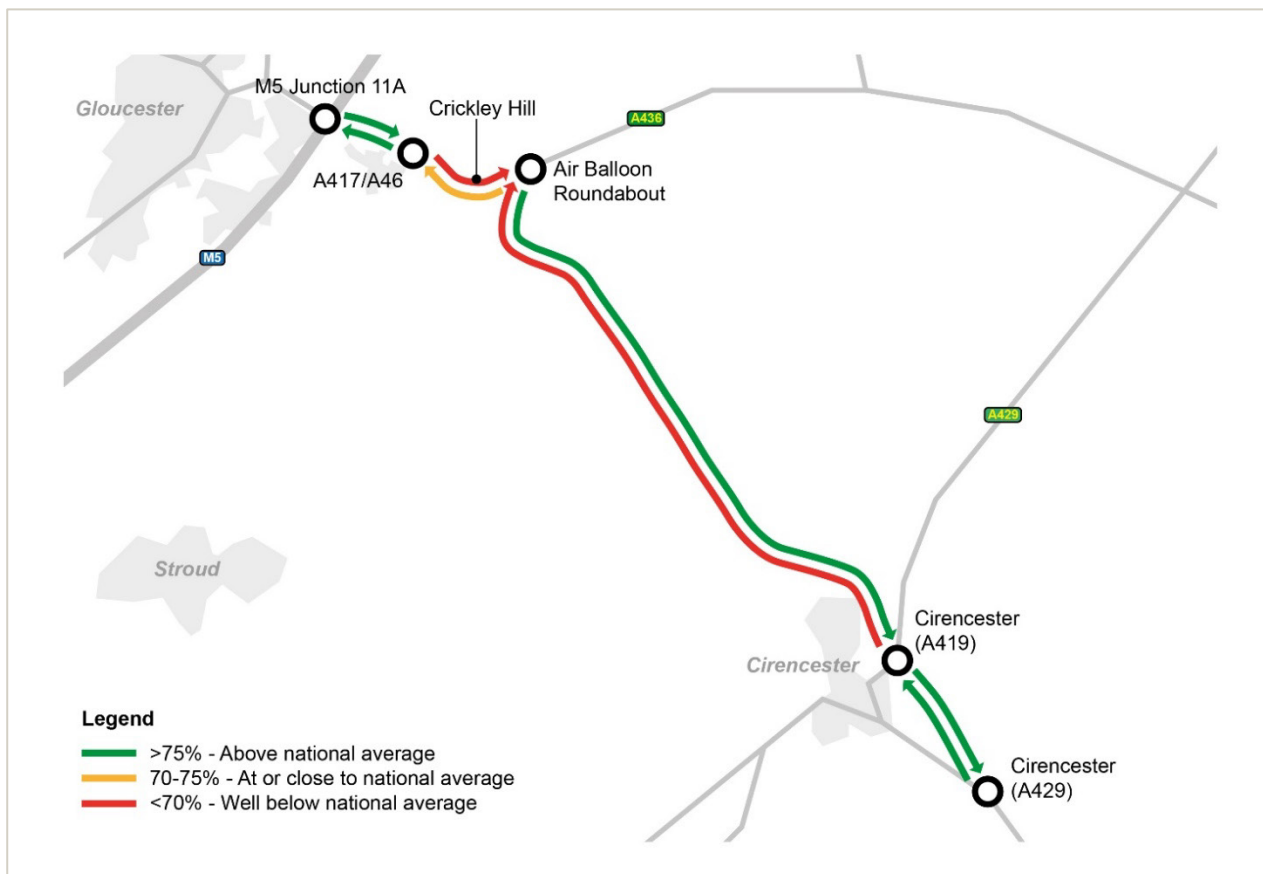 M5 Junction 11A
Gloucester
Crickley Hill
A436
Air Balloon
Roundabout
A417/A46
M5
A429
Stroud
Cirencester
(A419)
Cirencester
Legend
>75% - Above national average
70-75% - At or close to national average
<70% - Well below national average
Cirencester
(A429)